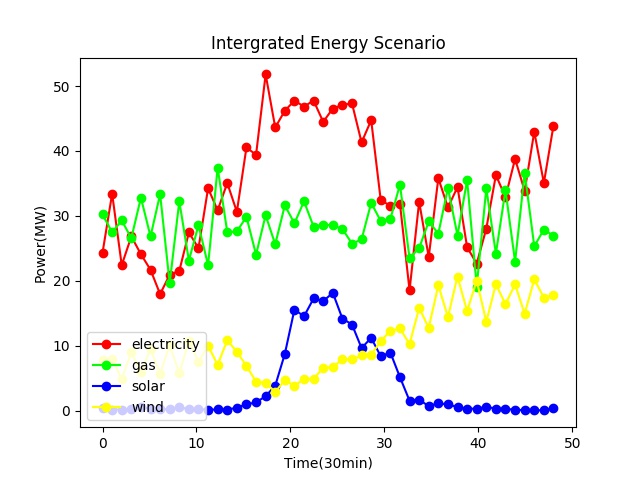 Intergrated Energy Scenario
50
40
30
20
10
0
Power(MW)
electricity
gas
solar
wind
0 10 20 30 40 50
Time(30min)